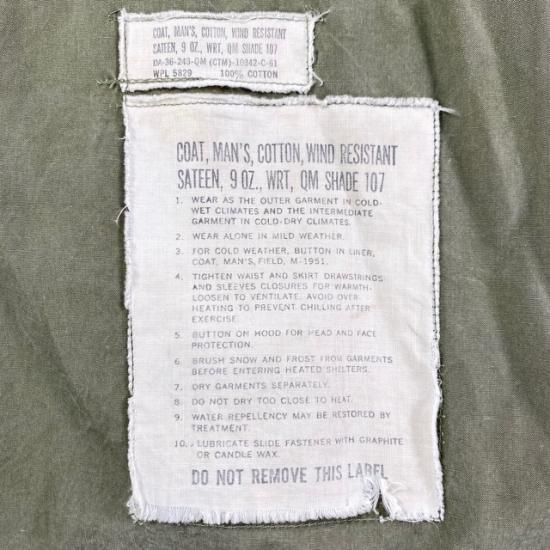 COAT, MAN'S, COTTON, WIND RESISTANT
SATEEN, 9 OZ., WRT, QM SHADE 107
DA-36-243-QM (CTM)-10342-C-61
WPL 5829 100% COTTON
COAT, MAN'S, COTTON, WIND RESISTANT
SATEEN, 9 OZ., WRT, QM SHADE 107
1. WEAR AS THE OUTER GARMENT IN COLD-
WET CLIMATES AND THE INTERMEDIATE
GARMENT IN COLD-DRY CLIMATES.
2. WEAR ALONE IN MILD WEATHER.
3. FOR COLD WEATHER, BUTTON IN LINER,
COAT, MAN'S, FIELD, M-1951.
4. TIGHTEN WAIST AND SKIRT DRAWSTRINGS
AND SLEEVES CLOSURES FOR WARMTH-
LOOSEN TO VENTILATE. AVOID OVER-
HEATING TO PREVENT CHILLING AFTER
EXERCISE.
5. BUTTON ON HOOD FOR HEAD AND FACE
PROTECTION.
6. BRUSH SNOW AND FROST FROM GARMENTS
BEFORE ENTERING HEATED SHELTERS.
7. DRY GARMENTS SEPARATELY.
8. DO NOT DRY TOO CLOSE TO HEAT.
9. WATER REPELLENCY MAY BE RESTORED BY
TREATMENT.
10. LUBRICATE SLIDE FASTENER WITH GRAPHITE
OR CANDLE WAX.
DO NOT REMOVE THIS LABEL